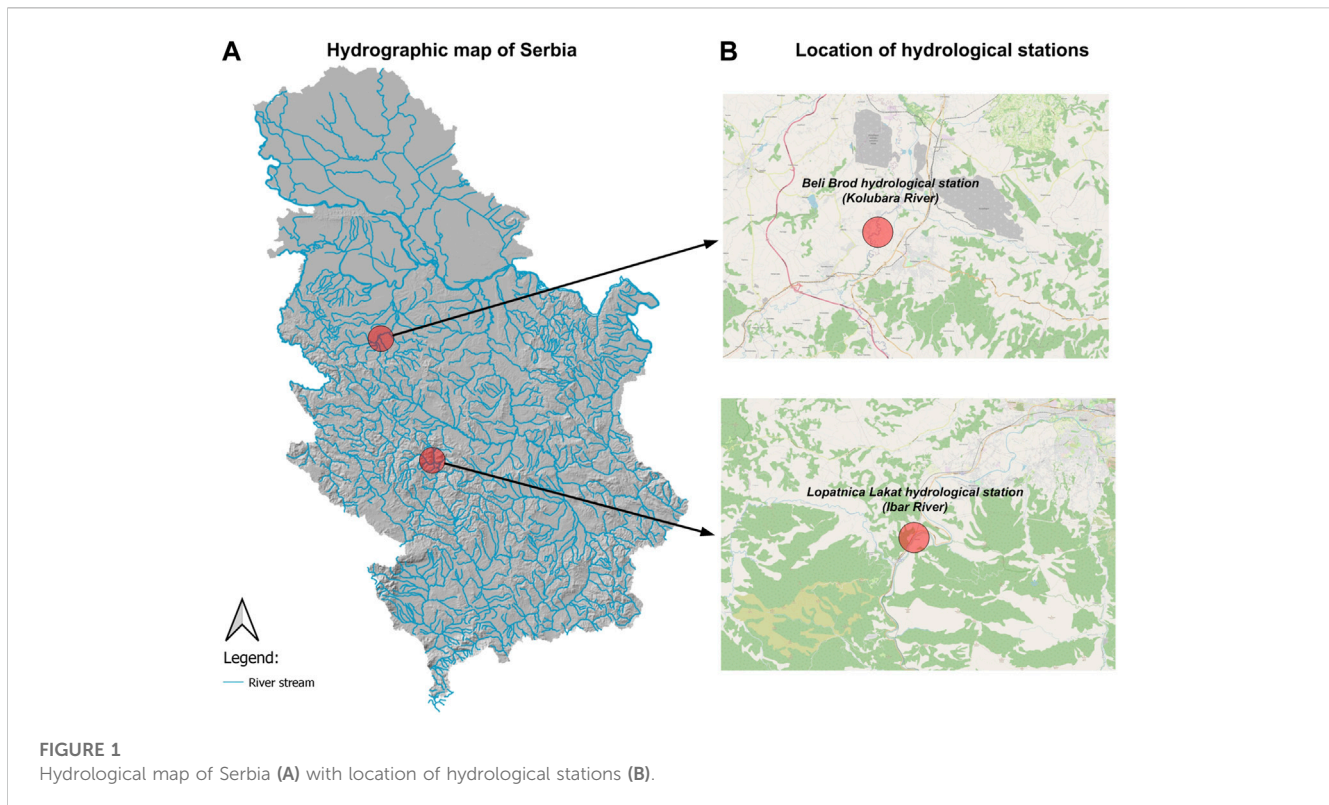 A
Hydrographic map of Serbia
B
Location of hydrological stations
Beli Brod hydrological station
(Kolubara River)
Lopatnica Lakat hydrological station
(Ibar River)
Legend:
River stream
FIGURE 1
Hydrological map of Serbia (A) with location of hydrological stations (B).